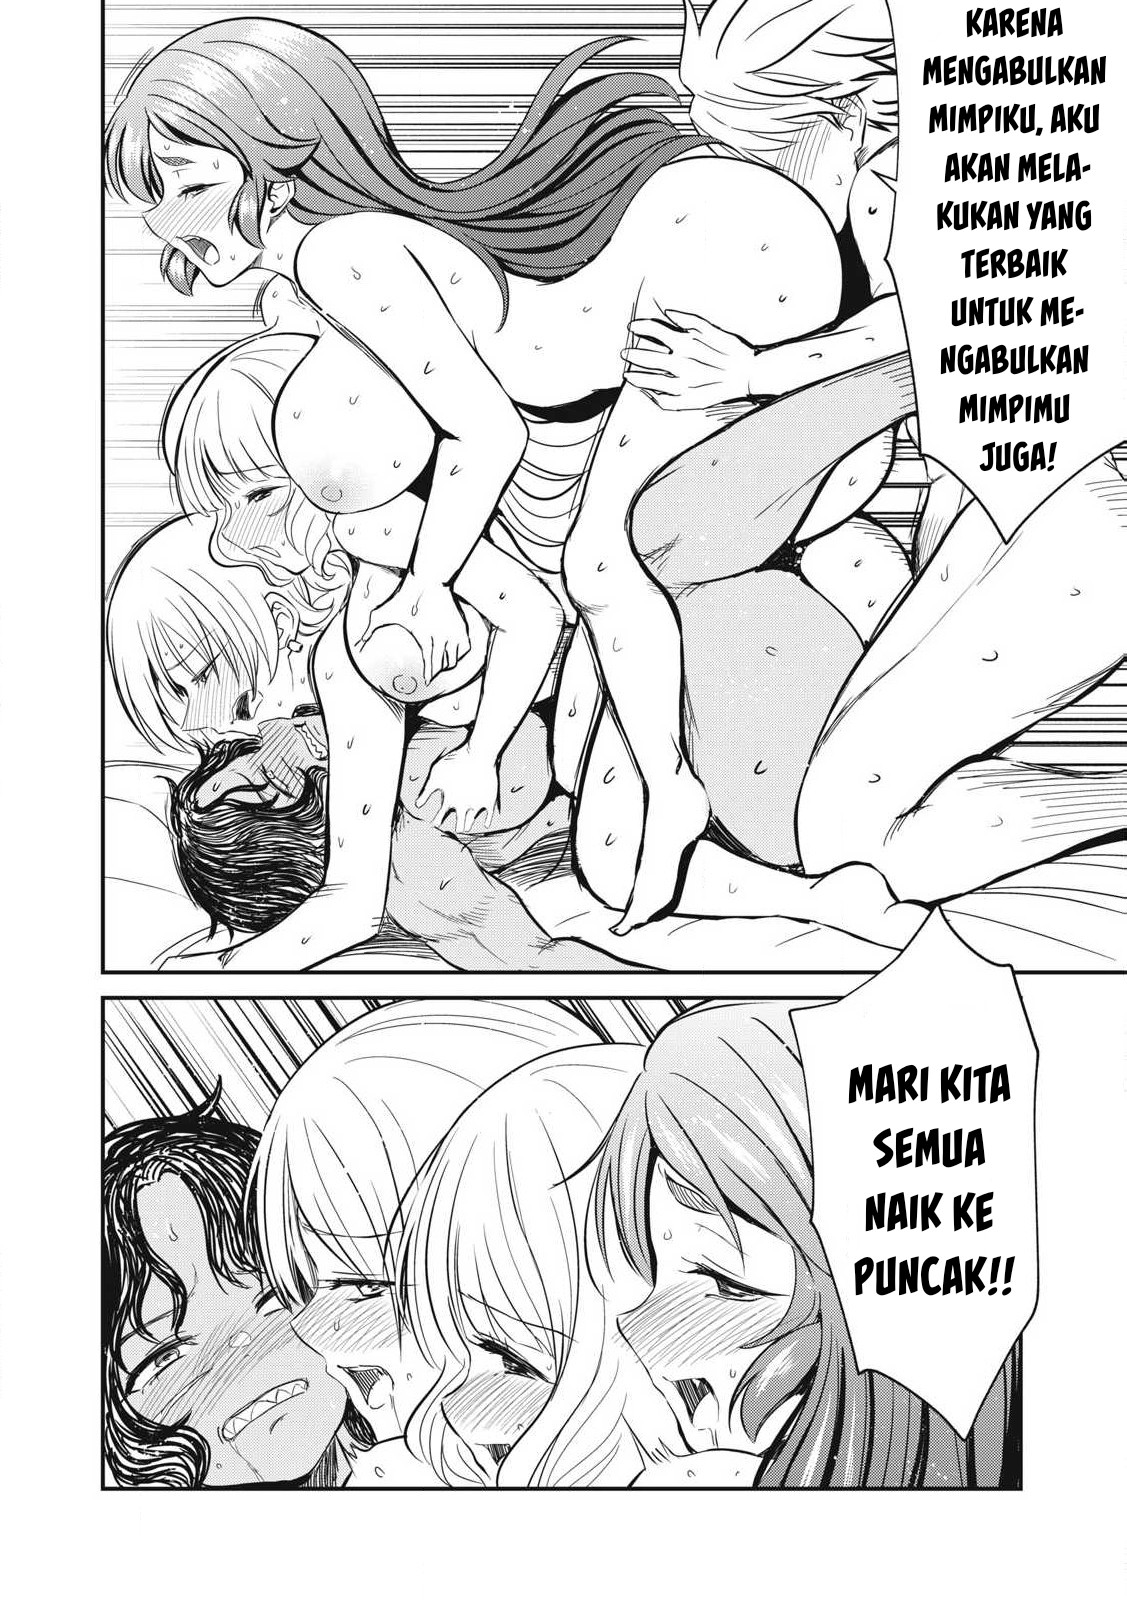 KARENA
MENGABULKAN
MIMPIKU, AKU
AKAN MELA-
KUKAN YANG
TERBAIK
UNTUK ME-
NGABULKAN
MIMPIMU
JUGA!
MARI KITA
SEMUA
NAIK KE
PUNCAK!!